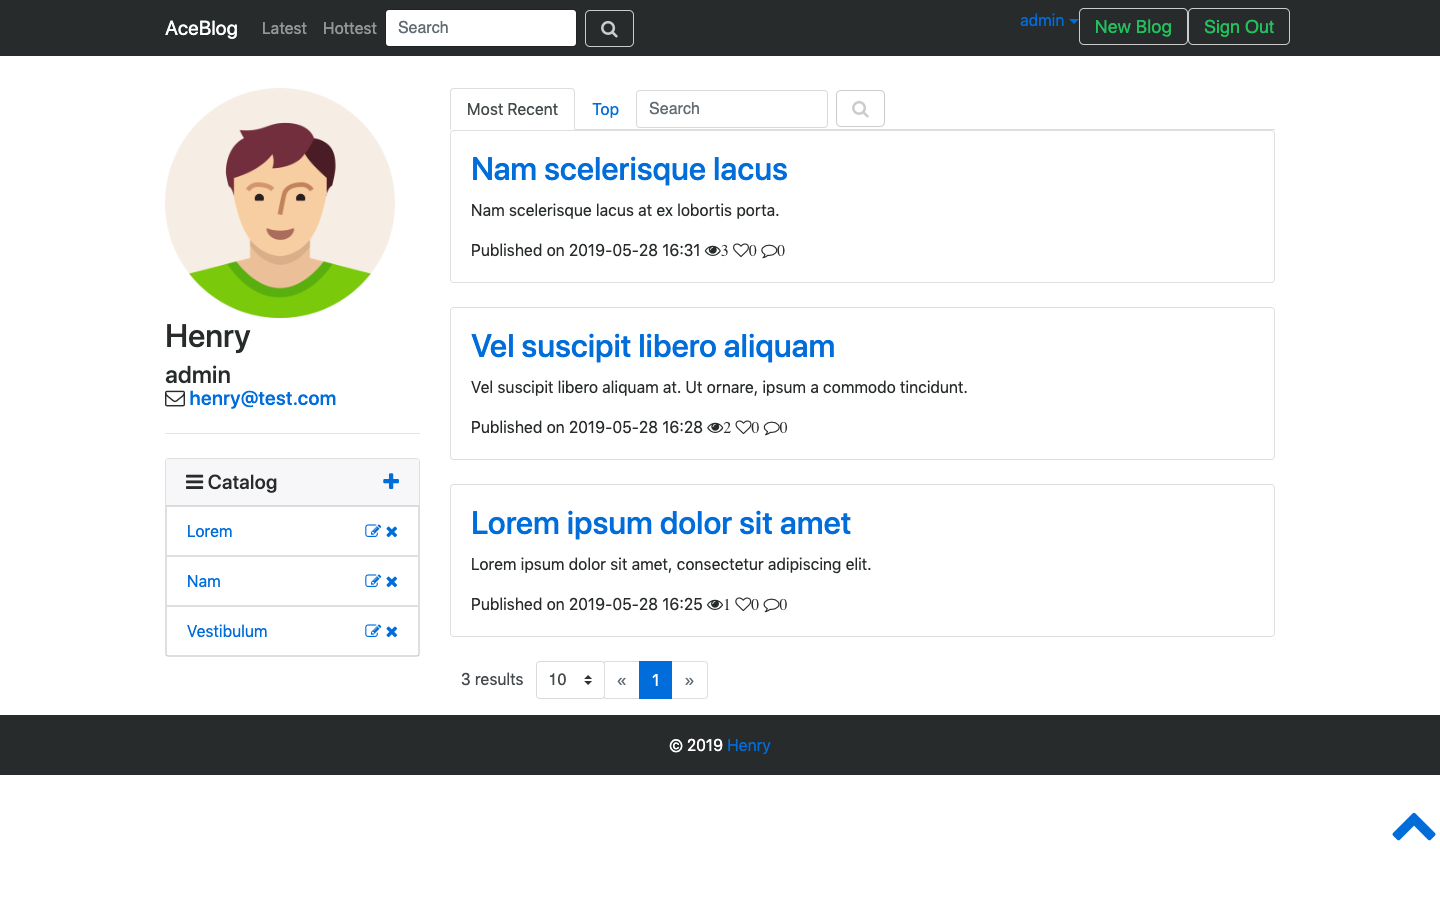 AceBlog Latest Hottest Search admin New Blog Sign Out
Most Recent Top Search
Henry
admin
henry@test.com
Catalog
Lorem
Nam
Vestibulum
Nam scelerisque lacus
Nam scelerisque lacus at ex lobortis porta.
Published on 2019-05-28 16:31 3 0 0
Vel suscipit libero aliquam
Vel suscipit libero aliquam at. Ut ornare, ipsum a commodo tincidunt.
Published on 2019-05-28 16:28 2 0 0
Lorem ipsum dolor sit amet
Lorem ipsum dolor sit amet, consectetur adipiscing elit.
Published on 2019-05-28 16:25 1 0 0
3 results 10 « 1 »
© 2019 Henry